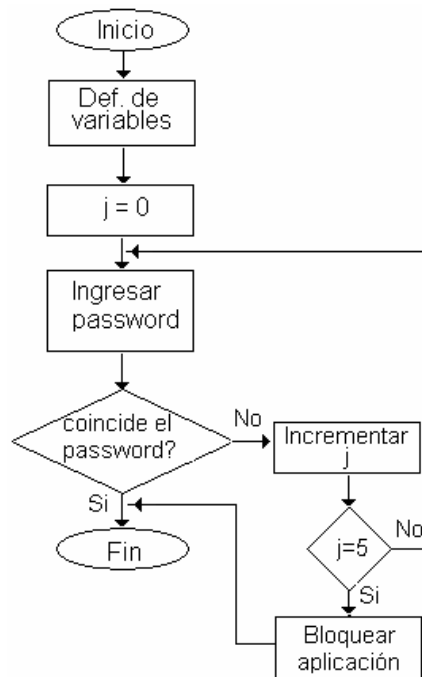 Inicio
Def. de
variables
j = 0
Ingresar
password
coincide el
password?
No
Incrementar
j
Si
j=5
No
Fin
Si
Bloquear
aplicación